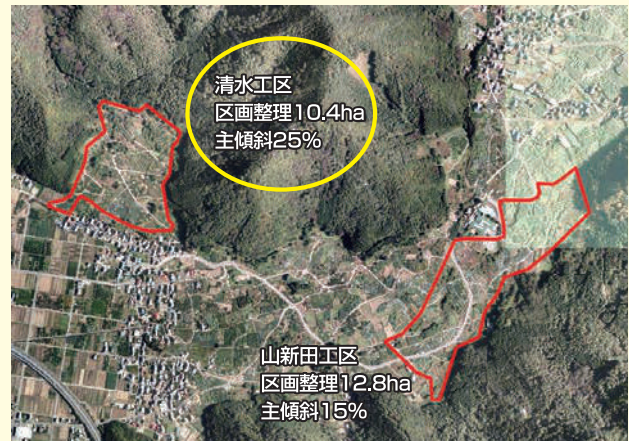 清水工区
区画整理10.4ha
主傾斜25%
山新田工区
区画整理12.8ha
主傾斜15%